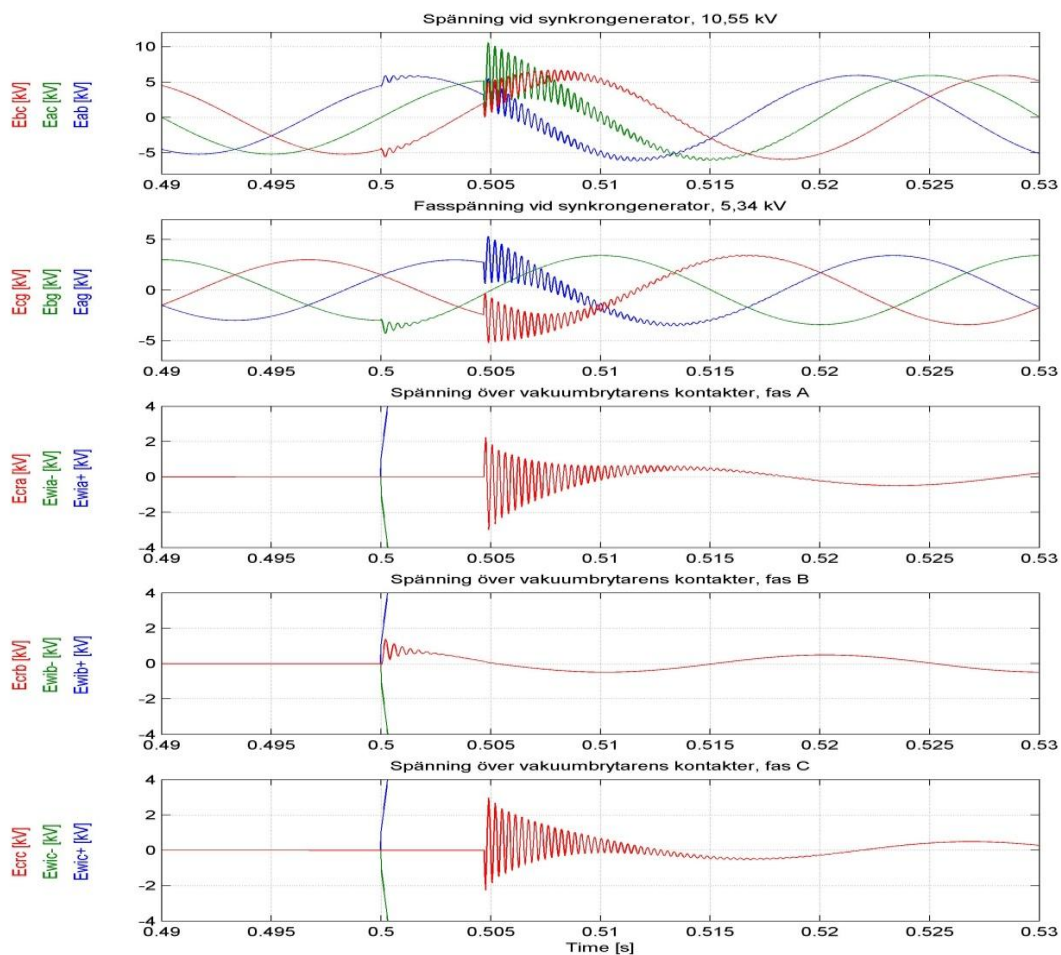 Spänning vid synkrongenerator, 10,55 kV
Ebc [kV]
Eac [kV]
Eab [kV]
10
5
0
-5
0.49 0.495 0.5 0.505 0.51 0.515 0.52 0.525 0.53
Fasspänning vid synkrongenerator, 5,34 kV
Ecg [kV]
Ebg [kV]
Eag [kV]
5
0
-5
0.49 0.495 0.5 0.505 0.51 0.515 0.52 0.525 0.53
Spänning över vakuumbrytarens kontakter, fas A
Ecra [kV]
Ewia- [kV]
Ewia+ [kV]
4
2
0
-2
-4
0.49 0.495 0.5 0.505 0.51 0.515 0.52 0.525 0.53
Spänning över vakuumbrytarens kontakter, fas B
Ecrb [kV]
Ewib- [kV]
Ewib+ [kV]
4
2
0
-2
-4
0.49 0.495 0.5 0.505 0.51 0.515 0.52 0.525 0.53
Spänning över vakuumbrytarens kontakter, fas C
Ecrc [kV]
Ewic- [kV]
Ewic+ [kV]
4
2
0
-2
-4
0.49 0.495 0.5 0.505 0.51 0.515 0.52 0.525 0.53
Time [s]